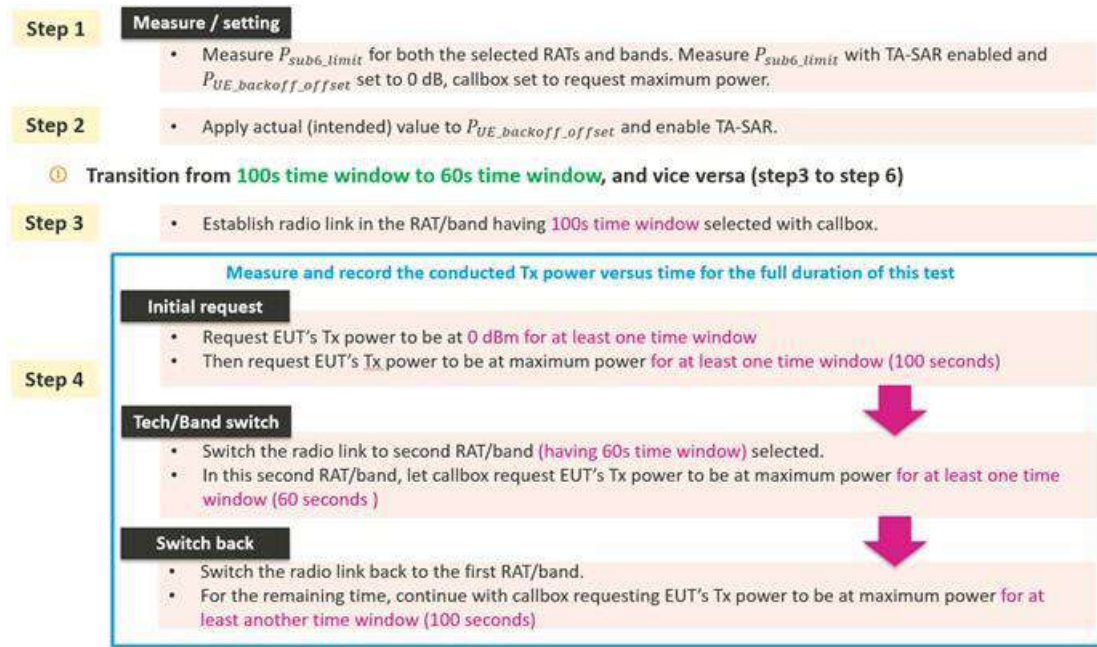 Step 1
Measure / setting
• Measure P_sub6_limit for both the selected RATs and bands. Measure P_sub6_limit with TA-SAR enabled and
P_UE_backoff_offset set to 0 dB, callbox set to request maximum power.
Step 2
• Apply actual (intended) value to P_UE_backoff_offset and enable TA-SAR.
① Transition from 100s time window to 60s time window, and vice versa (step3 to step 6)
Step 3
• Establish radio link in the RAT/band having 100s time window selected with callbox.
Measure and record the conducted Tx power versus time for the full duration of this test
Step 4
Initial request
• Request EUT's Tx power to be at 0 dBm for at least one time window
• Then request EUT's Tx power to be at maximum power for at least one time window (100 seconds)
Tech/Band switch
• Switch the radio link to second RAT/band (having 60s time window) selected.
• In this second RAT/band, let callbox request EUT's Tx power to be at maximum power for at least one time
window (60 seconds )
Switch back
• Switch the radio link back to the first RAT/band.
• For the remaining time, continue with callbox requesting EUT's Tx power to be at maximum power for at
least another time window (100 seconds)